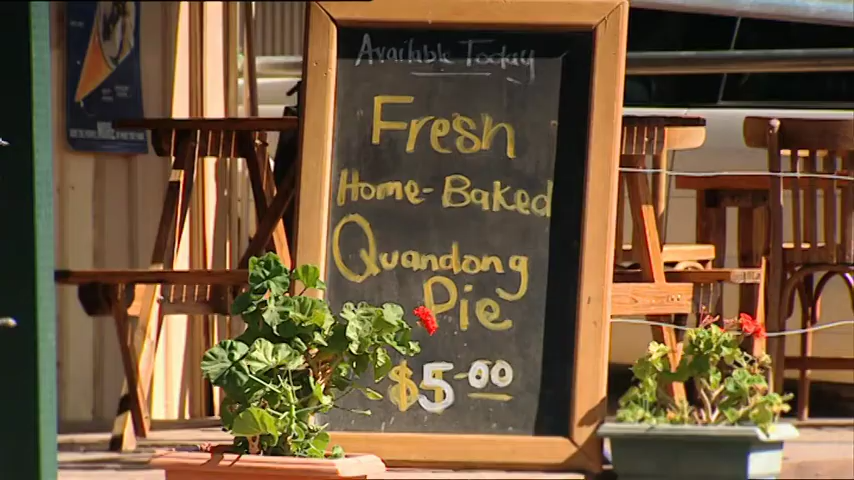 Available Today
Fresh
Home-Baked
Quandong
Pie
$5-00